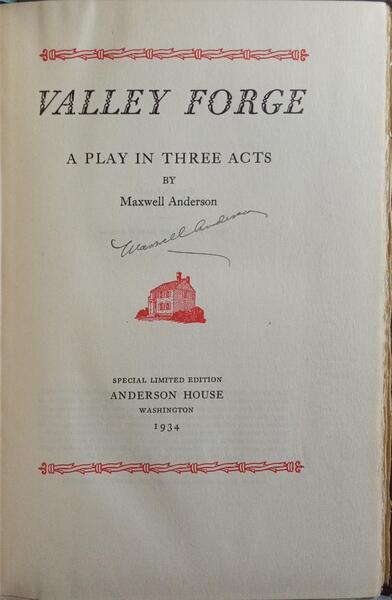 VALLEY FORGE
A PLAY IN THREE ACTS
BY
Maxwell Anderson
Maxwell Anderson
SPECIAL LIMITED EDITION
ANDERSON HOUSE
WASHINGTON
1934